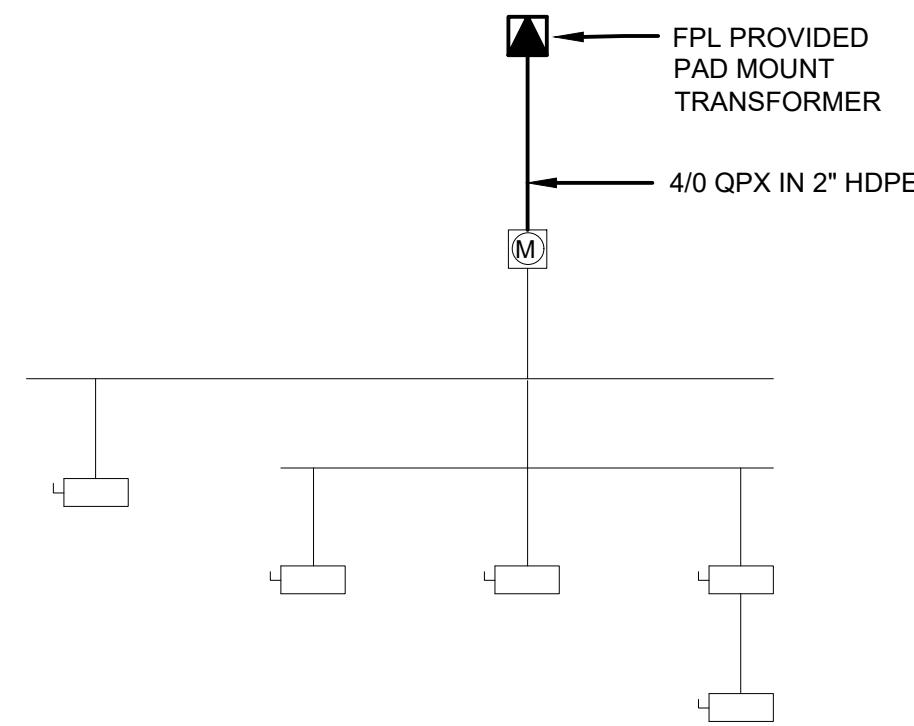 FPL PROVIDED
PAD MOUNT
TRANSFORMER
4/0 QPX IN 2" HDPE
M